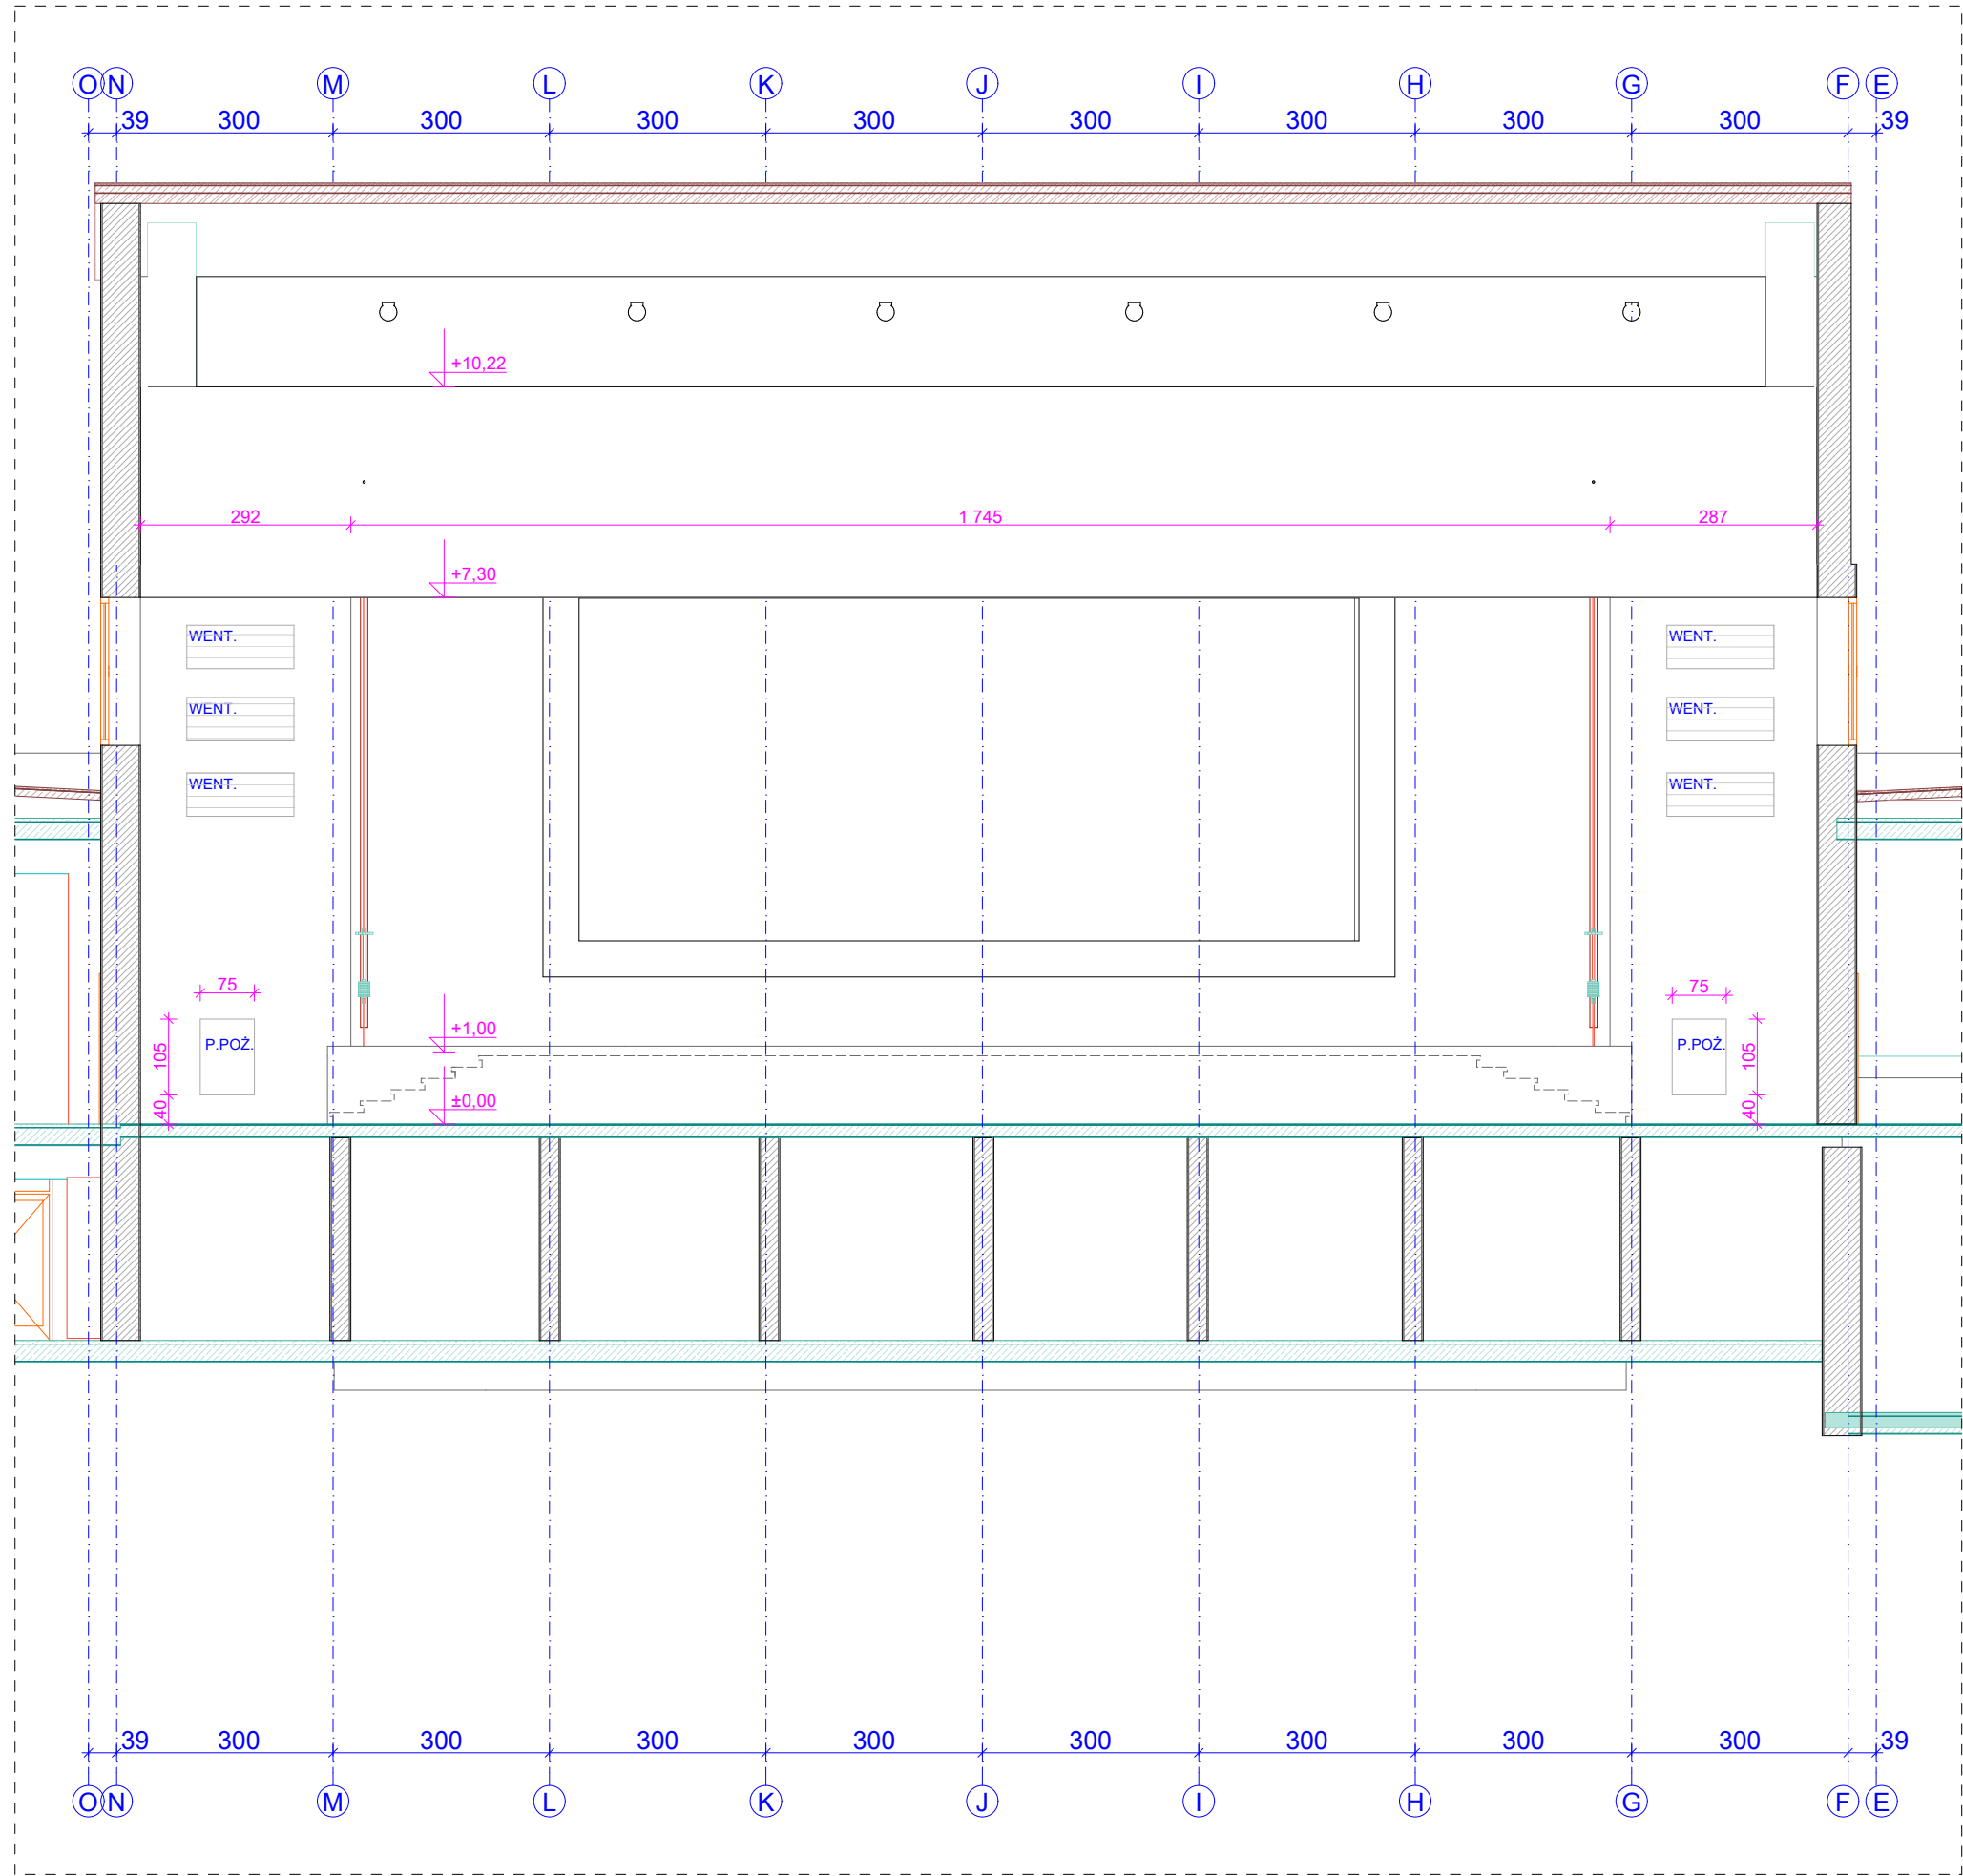 O N M L K J I H G F E
39 300 300 300 300 300 300 300 300 39
+10,22
292 1 745 287
+7,30
WENT. WENT.
WENT. WENT.
WENT. WENT.
75 75
+1,00
105 P.POŻ. P.POŻ. 105
40 ±0,00 40
39 300 300 300 300 300 300 300 300 39
O N M L K J I H G F E